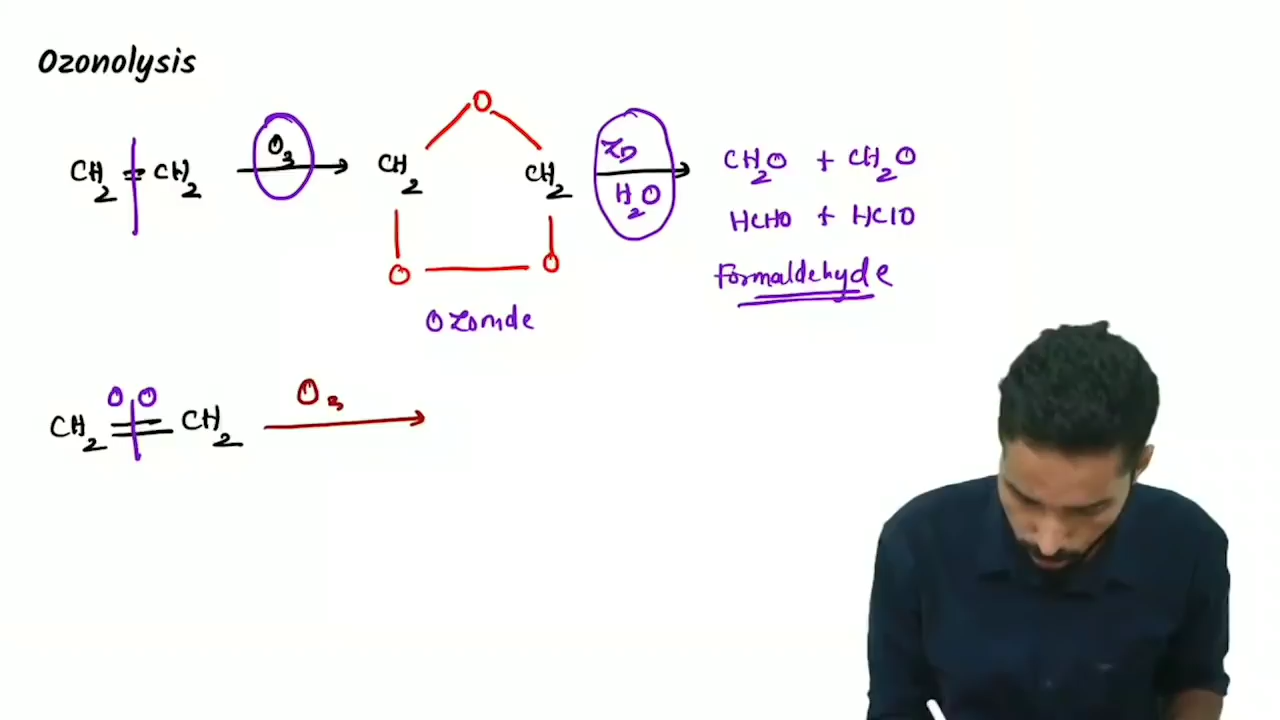 Ozonolysis
O
CH2 = CH2 O3 CH2 CH2 Zn H2O CH2O + CH2O
HCHO + HCHO
O O
Formaldehyde
Ozonide
O O
CH2 = CH2 O3